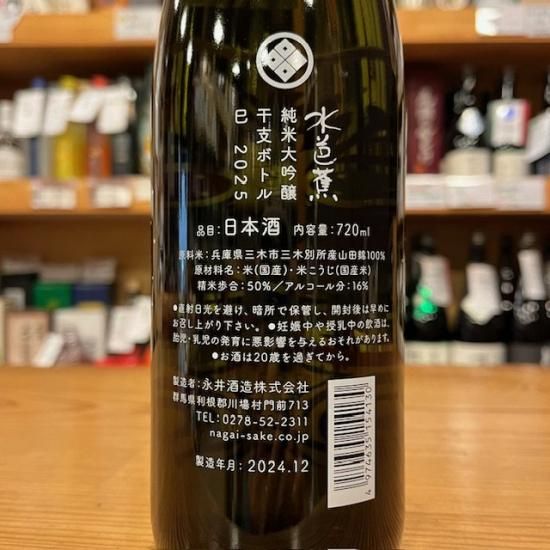 水芭蕉
純米大吟醸
干支ボトル
巳 2025
品目:日本酒 内容量:720ml
原料米:兵庫県三木市三木別所産山田錦100%
原材料名:米(国産)・米こうじ(国産米)
精米歩合:50%/アルコール分:16%
●直射日光を避け、暗所で保管し、開封後は早めに
お召し上がり下さい。●妊娠中や授乳中の飲酒は、
胎児・乳児の発育に悪影響を与えるおそれがあります。
●お酒は20歳を過ぎてから。
製造者:永井酒造株式会社
群馬県利根郡川場村門前713
TEL:0278-52-2311
nagai-sake.co.jp
製造年月:2024.12
4 974635 154130